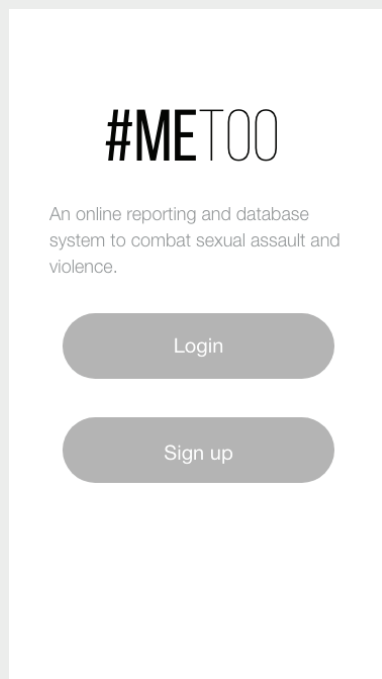 #METOO
An online reporting and database
system to combat sexual assault and
violence.
Login
Sign up